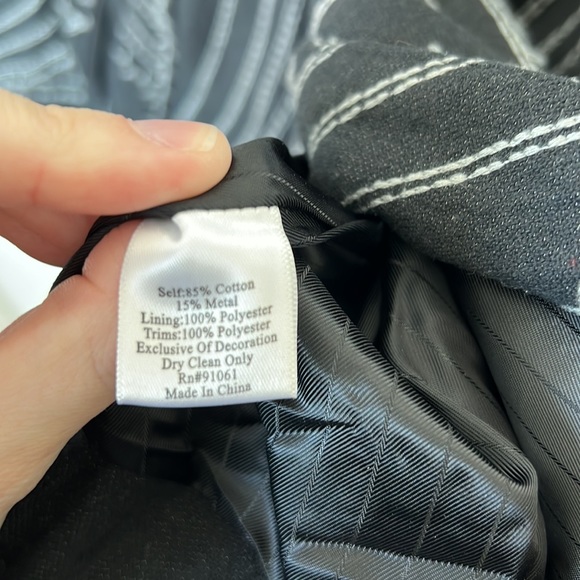 Self:85% Cotton
15% Metal
Lining:100% Polyester
Trims:100% Polyester
Exclusive Of Decoration
Dry Clean Only
Rn#91061
Made In China